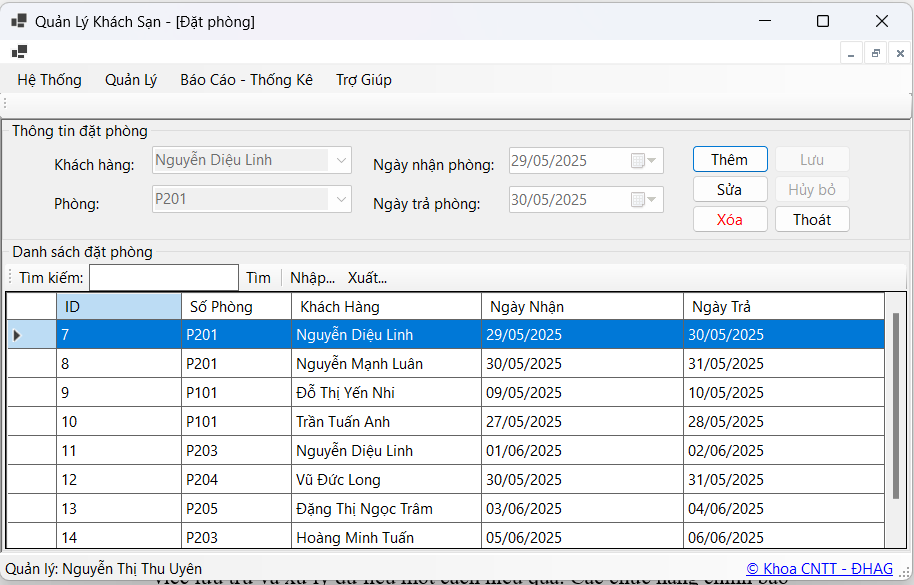 Quản Lý Khách Sạn - [Đặt phòng]
Hệ Thống Quản Lý Báo Cáo - Thống Kê Trợ Giúp
Thông tin đặt phòng
Khách hàng: Nguyễn Diệu Linh Ngày nhận phòng: 29/05/2025 Thêm Lưu
Phòng: P201 Ngày trả phòng: 30/05/2025 Sửa Hủy bỏ
Xóa Thoát
Danh sách đặt phòng
Tìm kiếm: Tìm Nhập... Xuất...
ID Số Phòng Khách Hàng Ngày Nhận Ngày Trả
7 P201 Nguyễn Diệu Linh 29/05/2025 30/05/2025
8 P201 Nguyễn Mạnh Luân 30/05/2025 31/05/2025
9 P101 Đỗ Thị Yến Nhi 09/05/2025 10/05/2025
10 P101 Trần Tuấn Anh 27/05/2025 28/05/2025
11 P203 Nguyễn Diệu Linh 01/06/2025 02/06/2025
12 P204 Vũ Đức Long 30/05/2025 31/05/2025
13 P205 Đặng Thị Ngọc Trâm 03/06/2025 04/06/2025
14 P203 Hoàng Minh Tuấn 05/06/2025 06/06/2025
Quản lý: Nguyễn Thị Thu Uyên © Khoa CNTT - ĐHAG